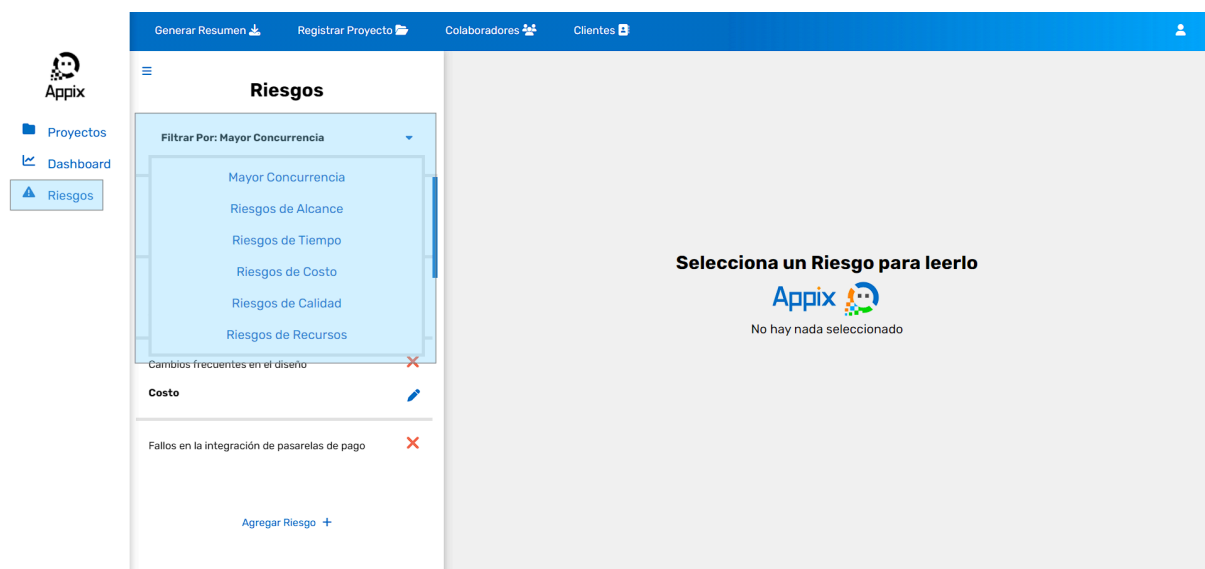 Generar Resumen
Registrar Proyecto
Colaboradores
Clientes
Appix
Proyectos
Dashboard
Riesgos
Riesgos
Filtrar Por: Mayor Concurrencia
Mayor Concurrencia
Riesgos de Alcance
Riesgos de Tiempo
Riesgos de Costo
Riesgos de Calidad
Riesgos de Recursos
Cambios frecuentes en el diseño
Costo
Fallos en la integración de pasarelas de pago
Agregar Riesgo +
Selecciona un Riesgo para leerlo
Appix
No hay nada seleccionado